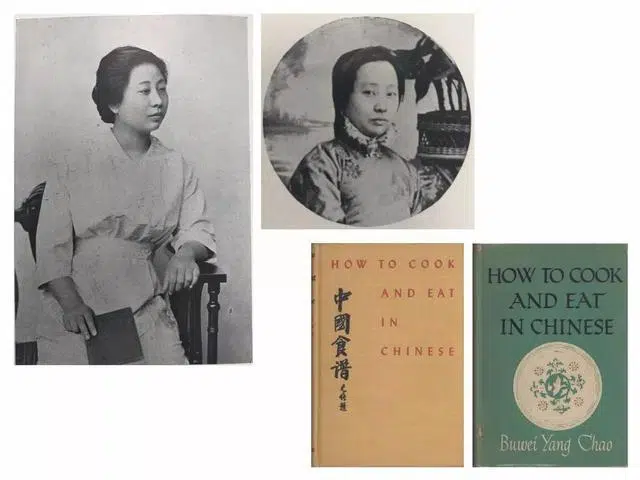 HOW TO COOK
AND EAT
IN
CHINESE
中國食谱
HOW TO COOK
AND EAT
IN CHINESE
Buwei Yang Chao